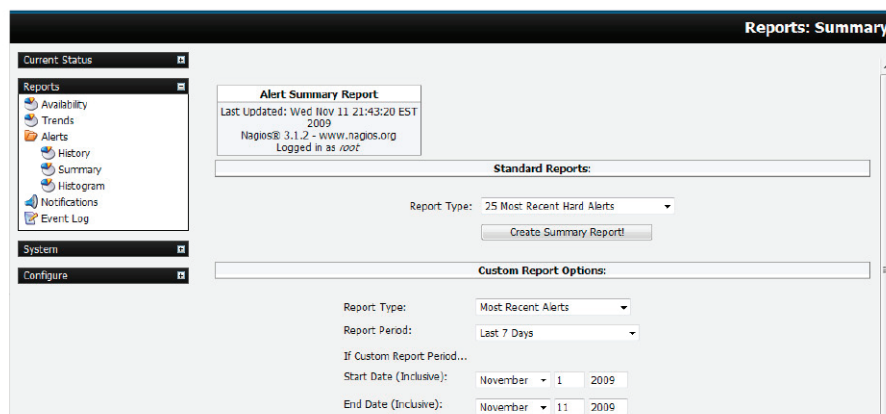 Reports: Summary
Current Status
Reports
Availability
Trends
Alerts
History
Summary
Histogram
Notifications
Event Log
System
Configure
Alert Summary Report
Last Updated: Wed Nov 11 21:43:20 EST
2009
Nagios® 3.1.2 - www.nagios.org
Logged in as root
Standard Reports:
Report Type: 25 Most Recent Hard Alerts
Create Summary Report!
Custom Report Options:
Report Type: Most Recent Alerts
Report Period: Last 7 Days
If Custom Report Period...
Start Date (Inclusive): November 1 2009
End Date (Inclusive): November 11 2009